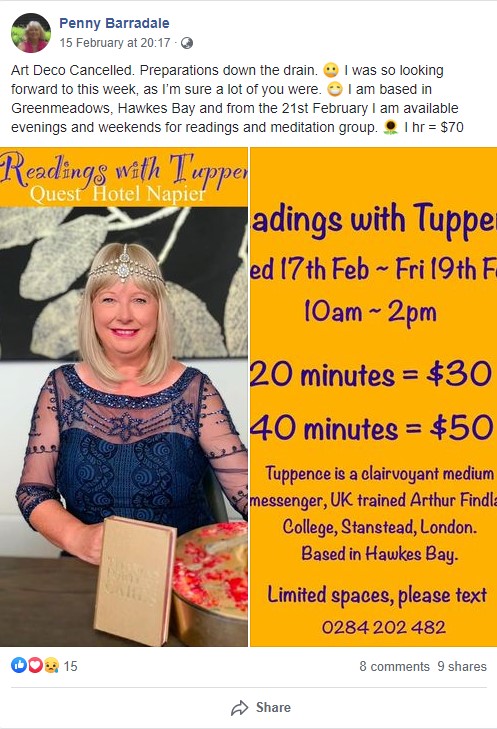 Penny Barradale
15 February at 20:17 ·
Art Deco Cancelled. Preparations down the drain. 😕 I was so looking
forward to this week, as I'm sure a lot of you were. 😁 I am based in
Greenmeadows, Hawkes Bay and from the 21st February I am available
evenings and weekends for readings and meditation group. 🌻 I hr = $70
Readings with Tupper
Quest Hotel Napier
adings with Tuppe
ed 17th Feb ~ Fri 19th F
10am ~ 2pm
20 minutes = $30
40 minutes = $50
Tuppence is a clairvoyant medium
messenger, UK trained Arthur Findla
College, Stanstead, London.
Based in Hawkes Bay.
Limited spaces, please text
0284 202 482
15
8 comments 9 shares
Share